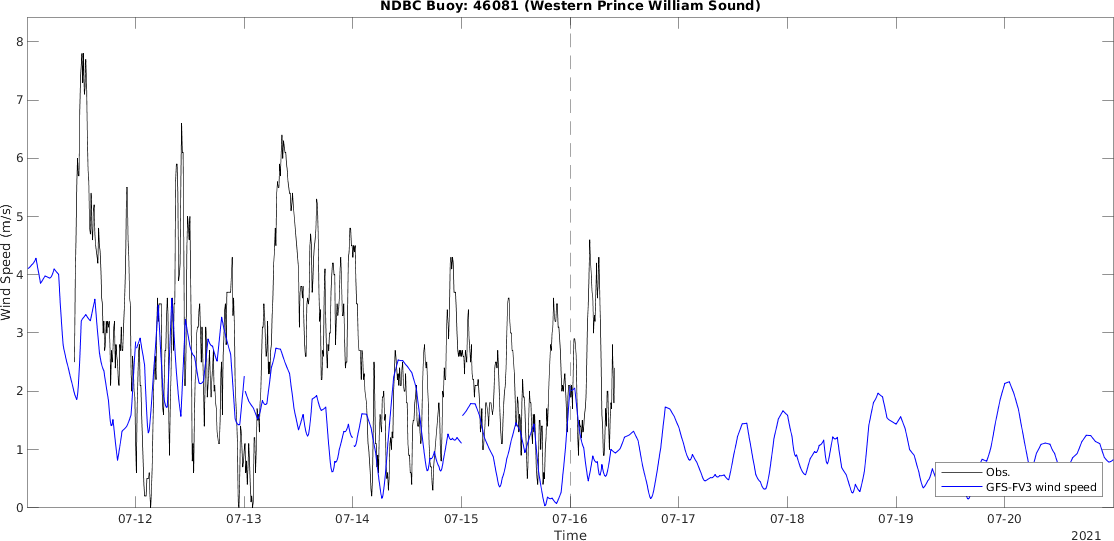 NDBC Buoy: 46081 (Western Prince William Sound)
8
7
6
5
4
3
2
1
0
Wind Speed (m/s)
Obs.
GFS-FV3 wind speed
07-12 07-13 07-14 07-15 07-16 07-17 07-18 07-19 07-20
Time
2021